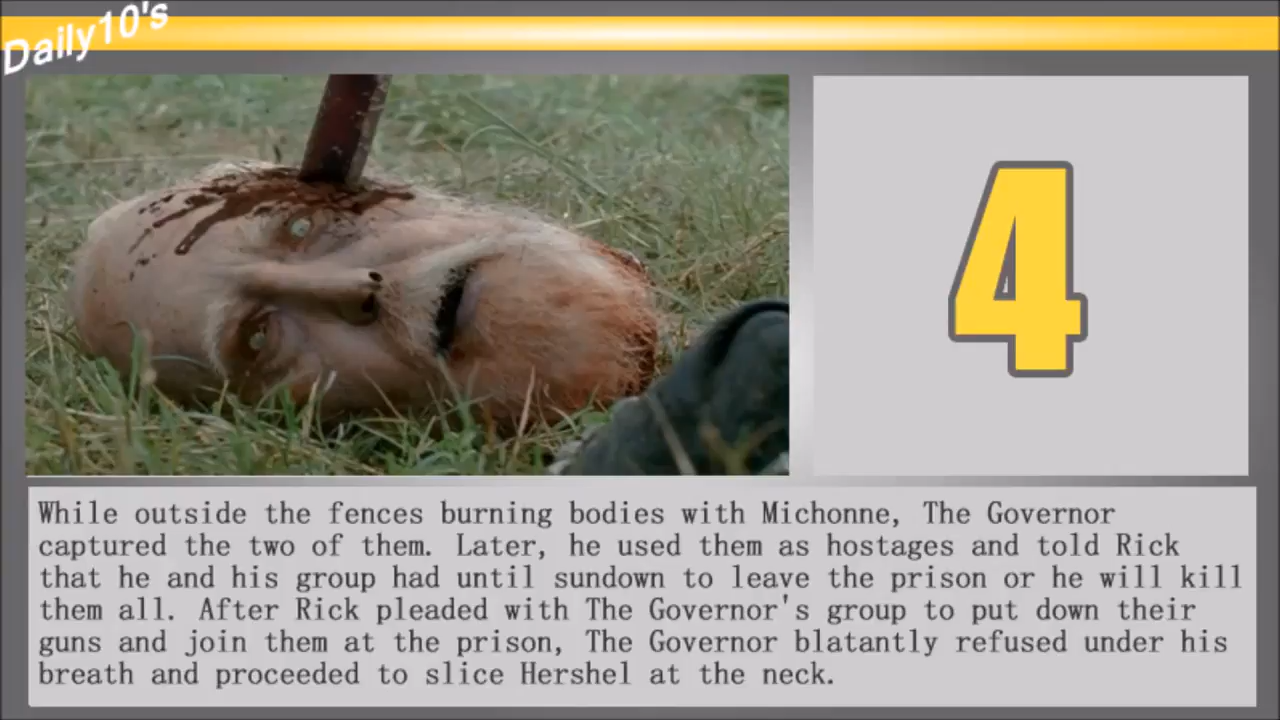 Daily10's
4
While outside the fences burning bodies with Michonne, The Governor
captured the two of them. Later, he used them as hostages and told Rick
that he and his group had until sundown to leave the prison or he will kill
them all. After Rick pleaded with The Governor's group to put down their
guns and join them at the prison, The Governor blatantly refused under his
breath and proceeded to slice Hershel at the neck.